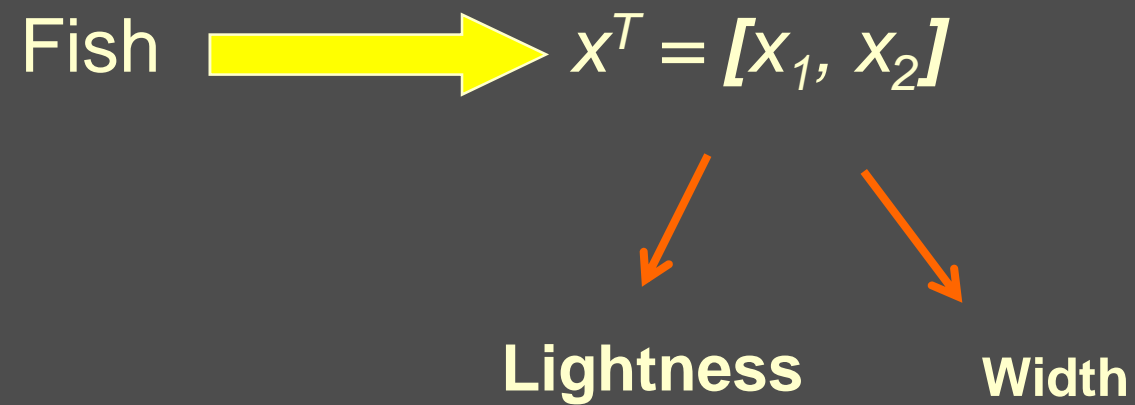 Fish xᵀ = [x₁, x₂]
Lightness Width